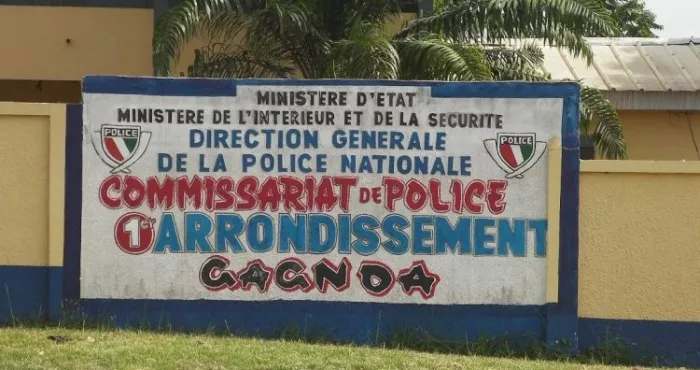 MINISTERE D'ETAT
MINISTERE DE L'INTERIEUR ET DE LA SECURITE
POLICE
DIRECTION GENERALE
POLICE
DE LA POLICE NATIONALE
COMMISSARIAT DE POLICE
1er ARRONDISSEMENT
GAGNOA